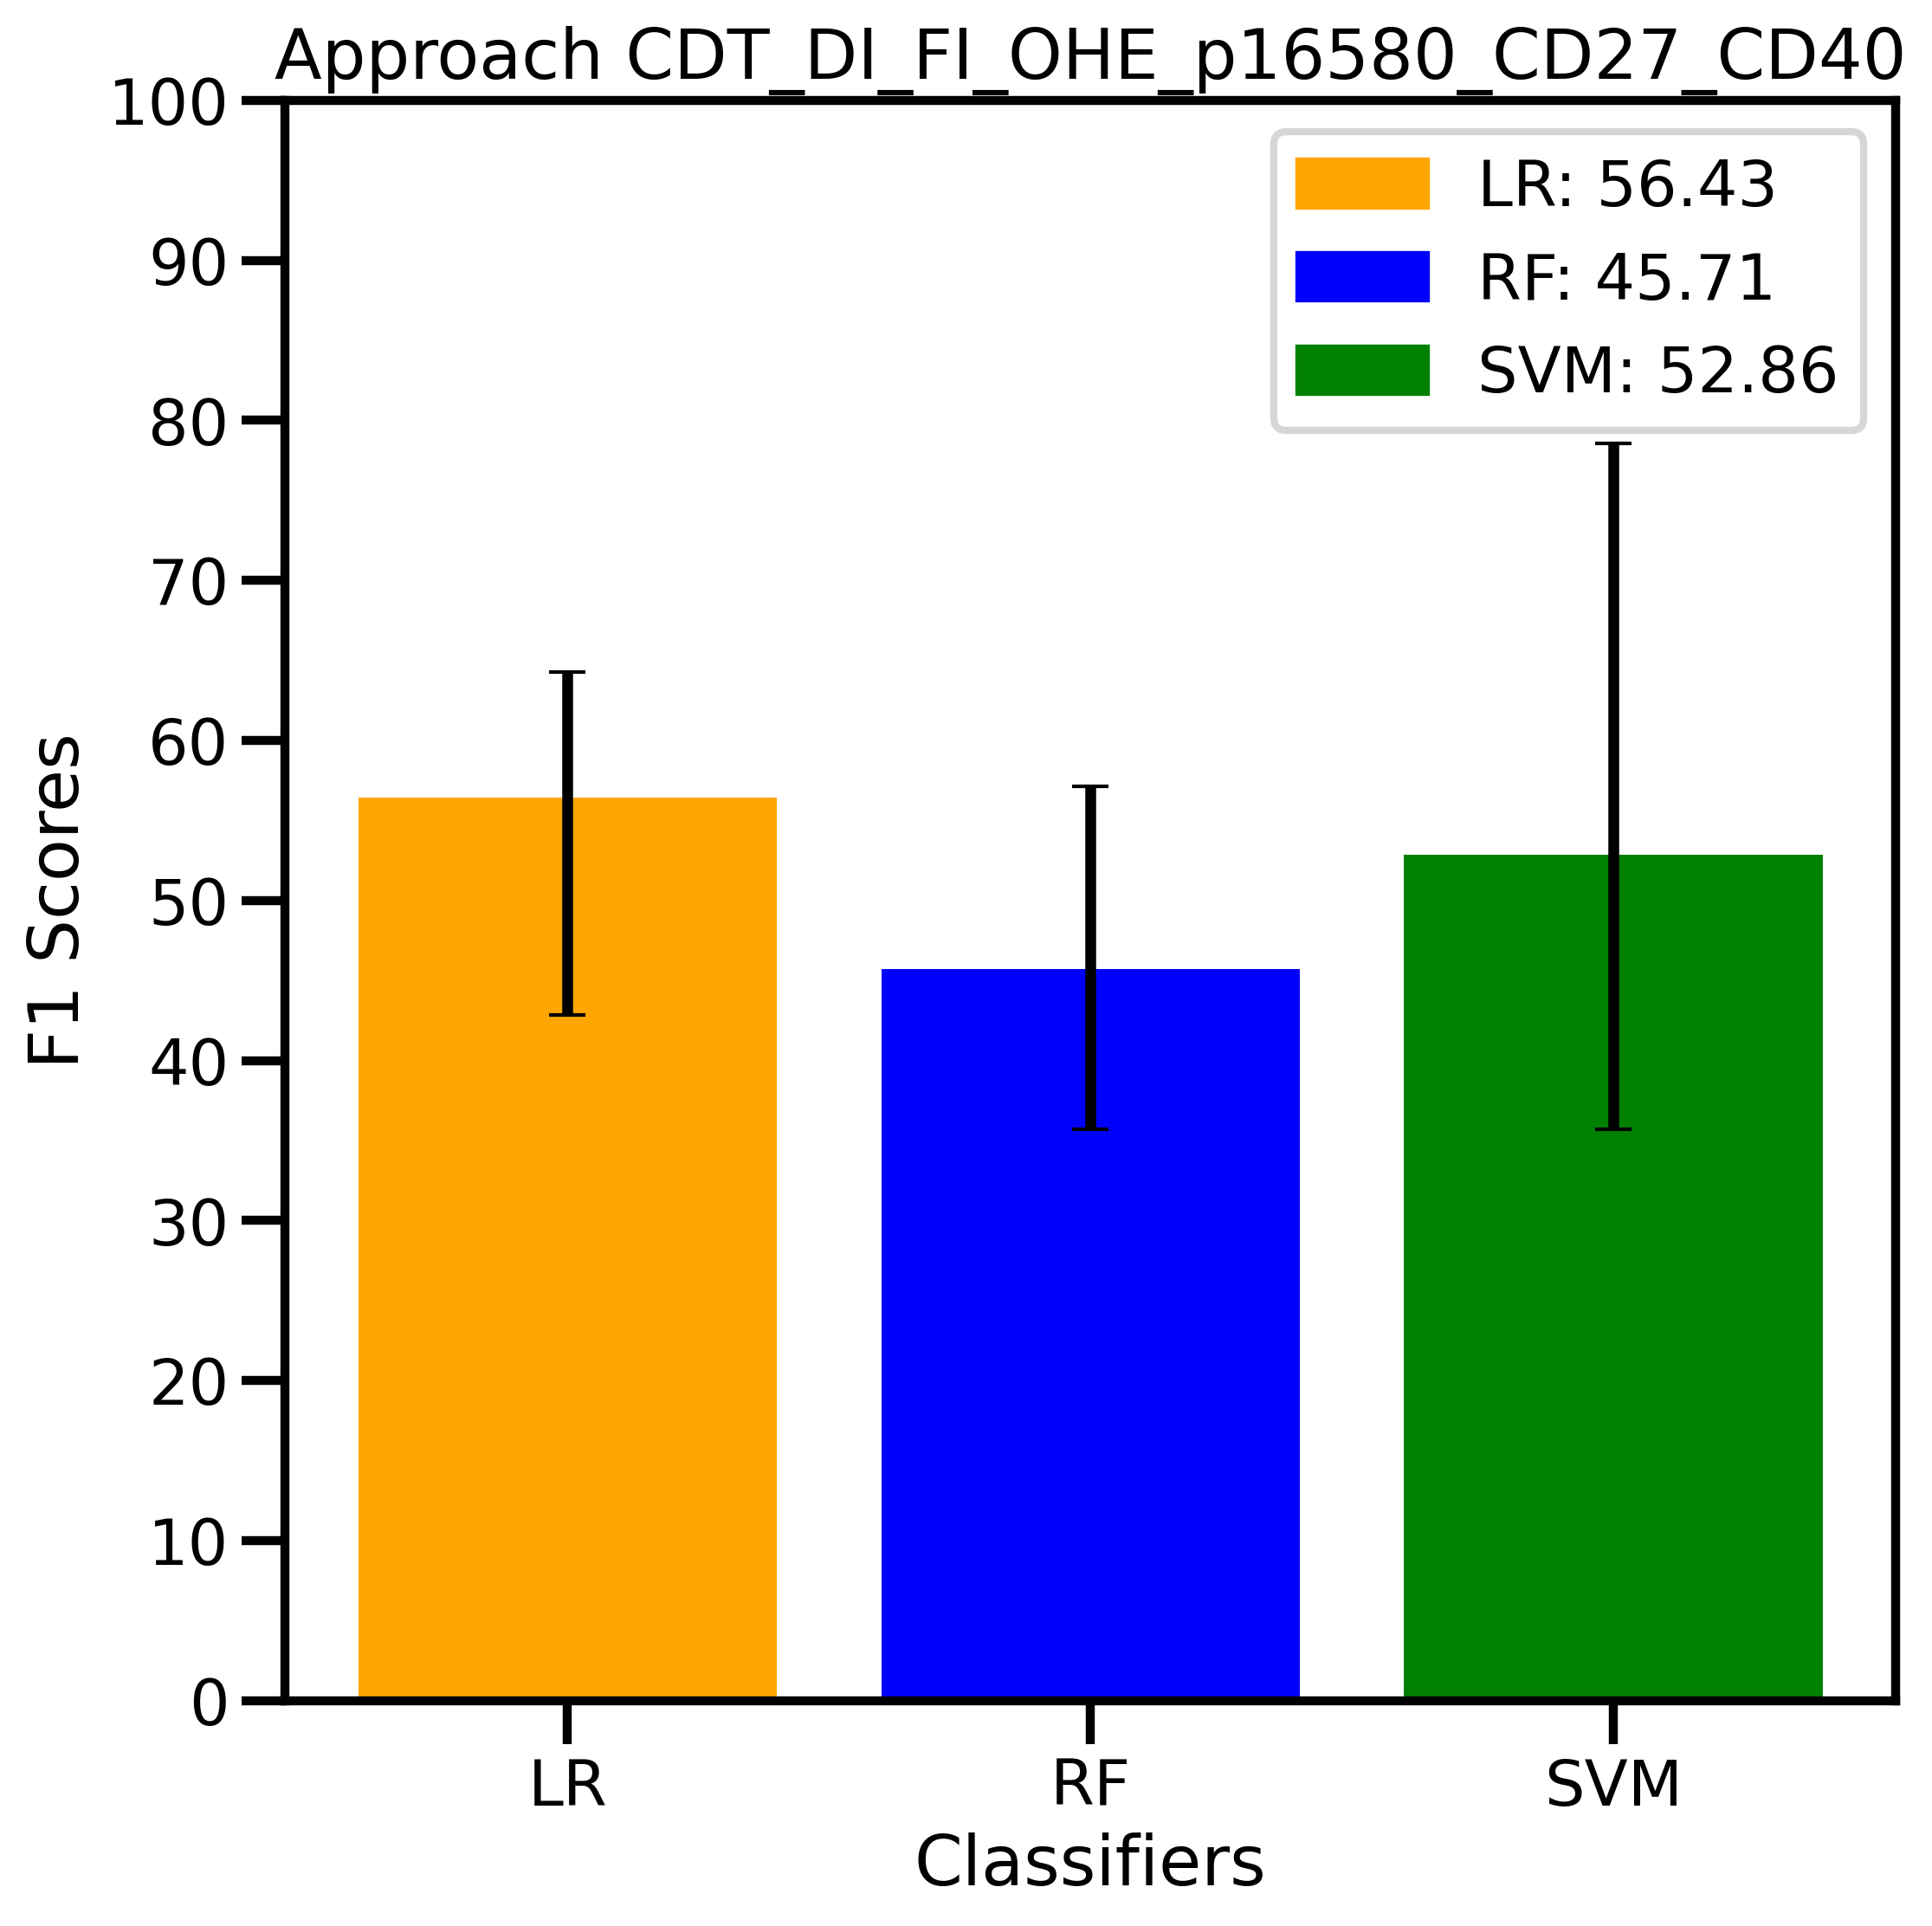 Approach CDT_DI_FI_OHE_p16580_CD27_CD40
100
90
80
70
60
50
40
30
20
10
0
F1 Scores
LR: 56.43
RF: 45.71
SVM: 52.86
LR
RF
SVM
Classifiers